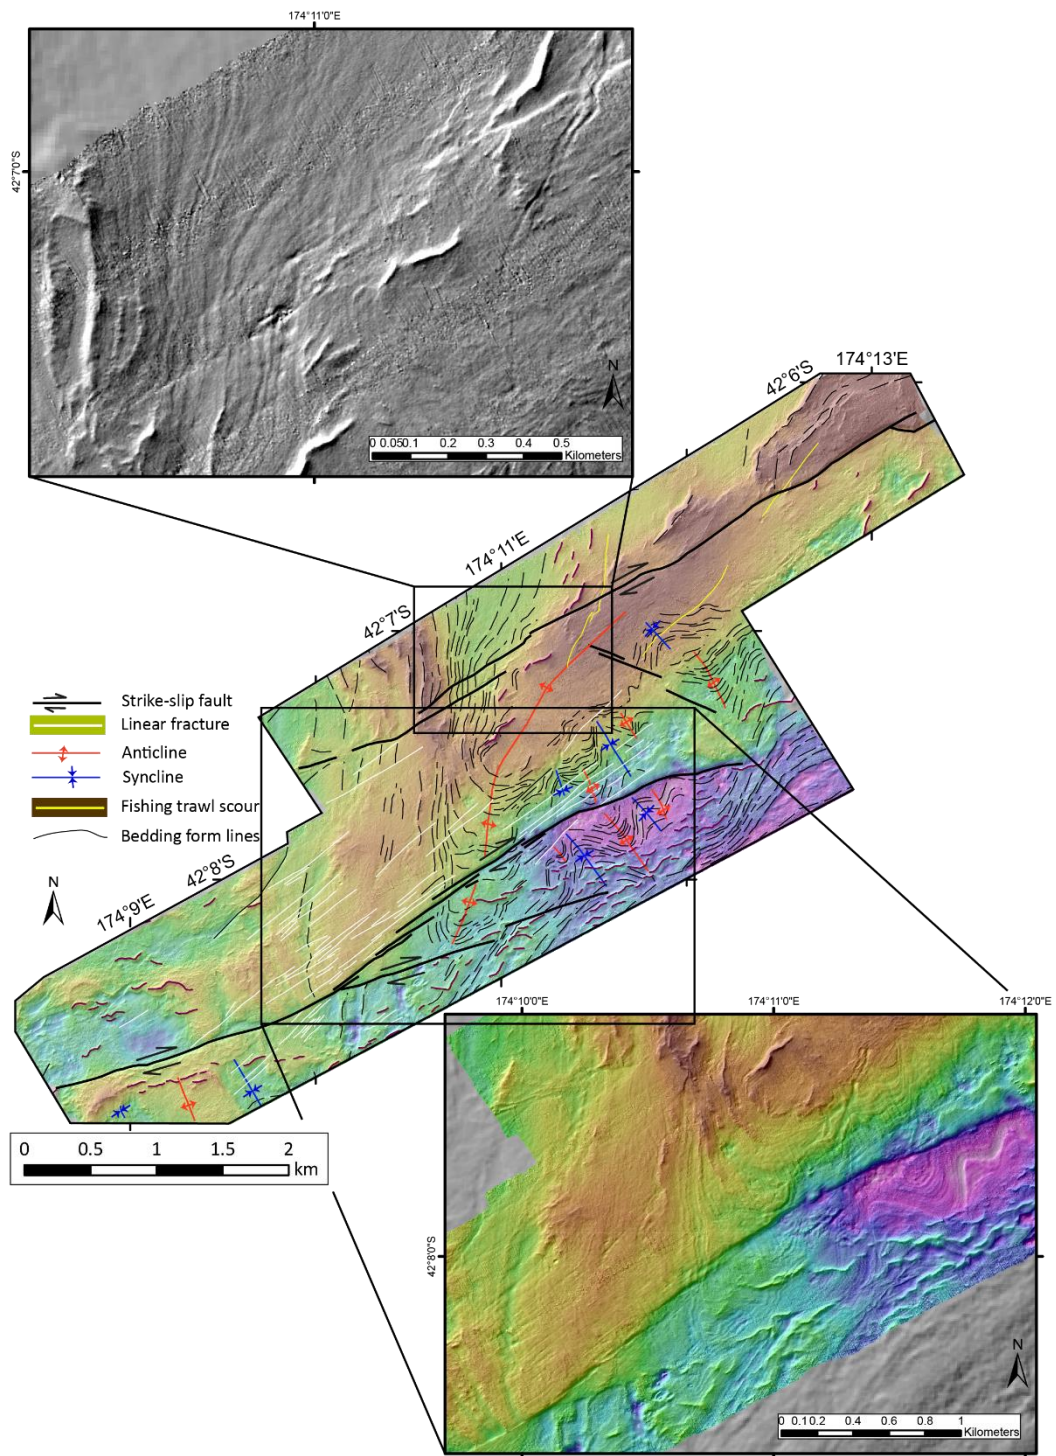 174°11'0"E
42°7'0"S
N
0 0.05 0.1 0.2 0.3 0.4 0.5
Kilometers
42°6'S
174°13'E
174°11'E
42°7'S
Strike-slip fault
Linear fracture
Anticline
Syncline
Fishing trawl scour
Bedding form lines
N
42°8'S
174°9'E
0 0.5 1 1.5 2
km
174°10'0"E
174°11'0"E
174°12'0"E
42°8'0"S
N
0 0.1 0.2 0.4 0.6 0.8 1
Kilometers